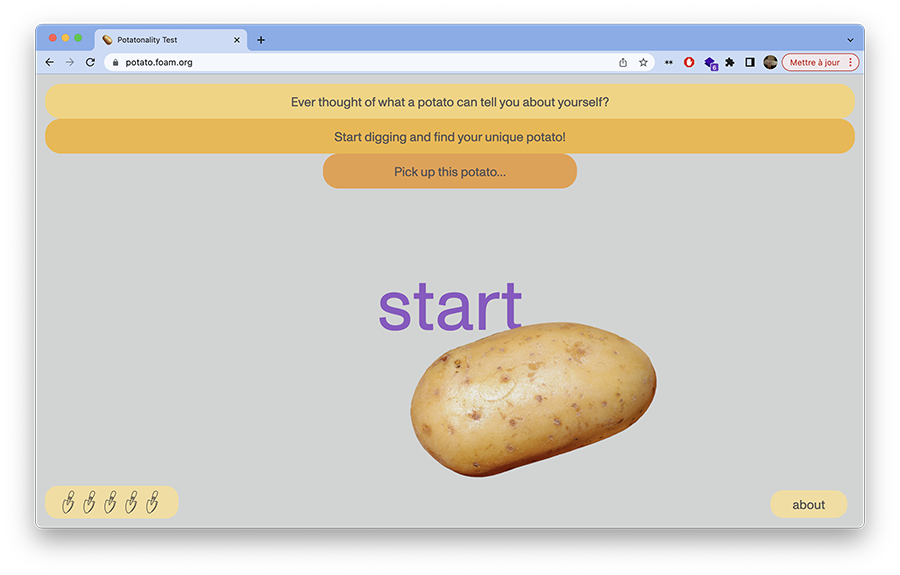 Potatonality Test
potato.foam.org
6
Mettre à jour
Ever thought of what a potato can tell you about yourself?
Start digging and find your unique potato!
Pick up this potato...
start
about